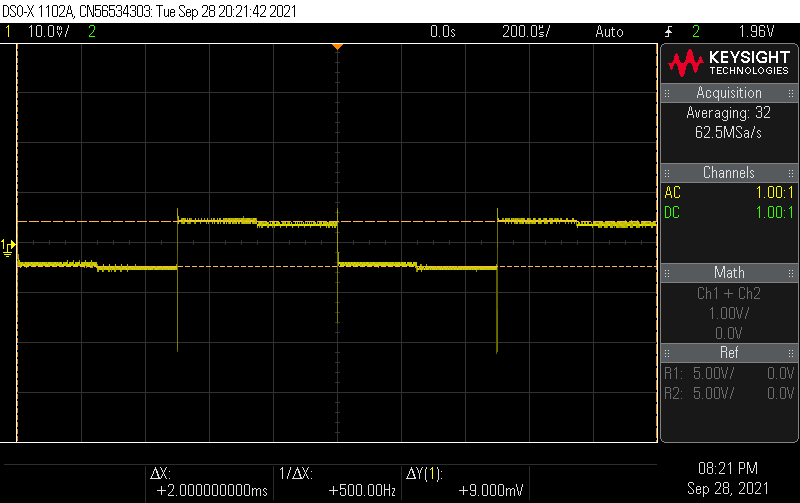 DSO-X 1102A, CN56534303: Tue Sep 28 20:21:42 2021
1 10.0V/ 2 0.0s 200.0s/ Auto 2 1.96V
KEYSIGHT
TECHNOLOGIES
Acquisition
Averaging: 32
62.5MSa/s
Channels
AC 1.00:1
DC 1.00:1
1
Math
Ch1 + Ch2
1.00V/
0.0V
Ref
R1: 5.00V/ 0.0V
R2: 5.00V/ 0.0V
ΔX:
+2.000000000ms
1/ΔX:
+500.00Hz
ΔY(1):
+9.000mV
08:21 PM
Sep 28, 2021